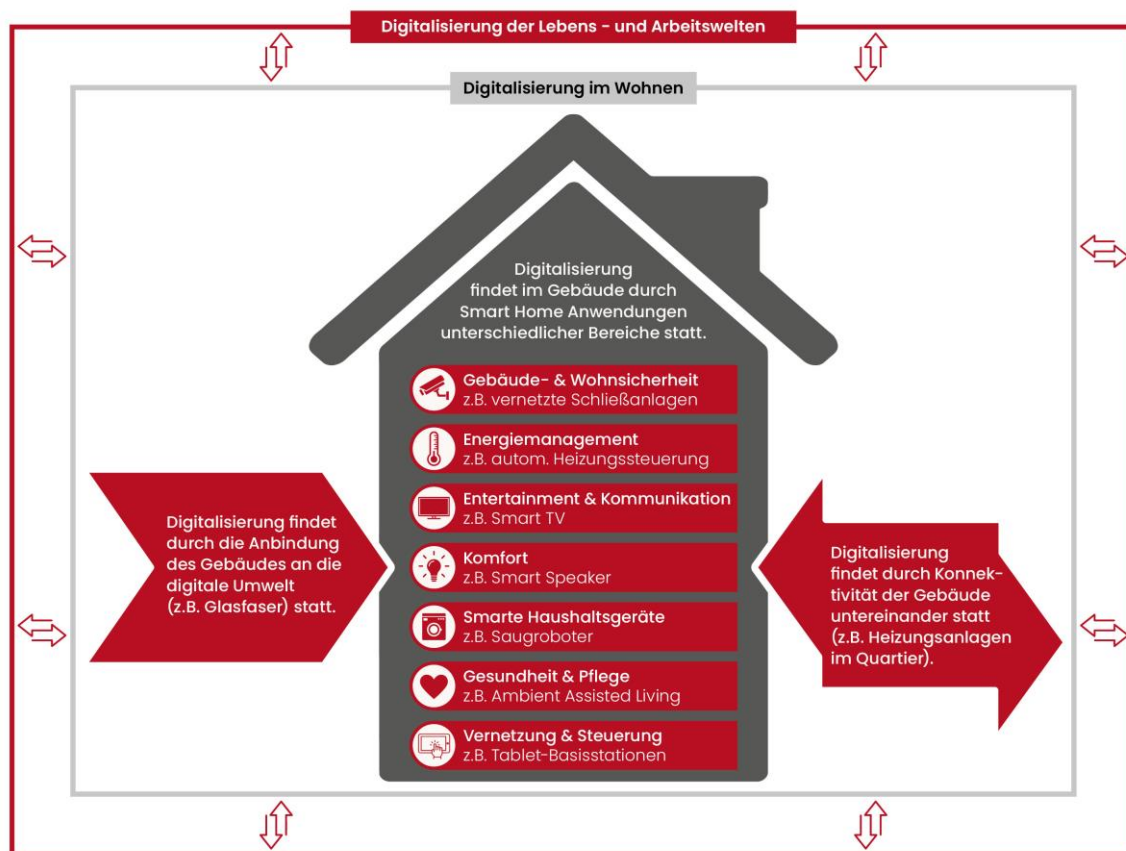 Digitalisierung der Lebens - und Arbeitswelten
Digitalisierung im Wohnen
Digitalisierung
findet im Gebäude durch
Smart Home Anwendungen
unterschiedlicher Bereiche statt.
Gebäude- & Wohnsicherheit
z.B. vernetzte Schließanlagen
Energiemanagement
z.B. autom. Heizungssteuerung
Entertainment & Kommunikation
z.B. Smart TV
Komfort
z.B. Smart Speaker
Smarte Haushaltsgeräte
z.B. Saugroboter
Gesundheit & Pflege
z.B. Ambient Assisted Living
Vernetzung & Steuerung
z.B. Tablet-Basisstationen
Digitalisierung findet
durch die Anbindung
des Gebäudes an die
digitale Umwelt
(z.B. Glasfaser) statt.
Digitalisierung
findet durch Konnek-
tivität der Gebäude
untereinander statt
(z.B. Heizungsanlagen
im Quartier).